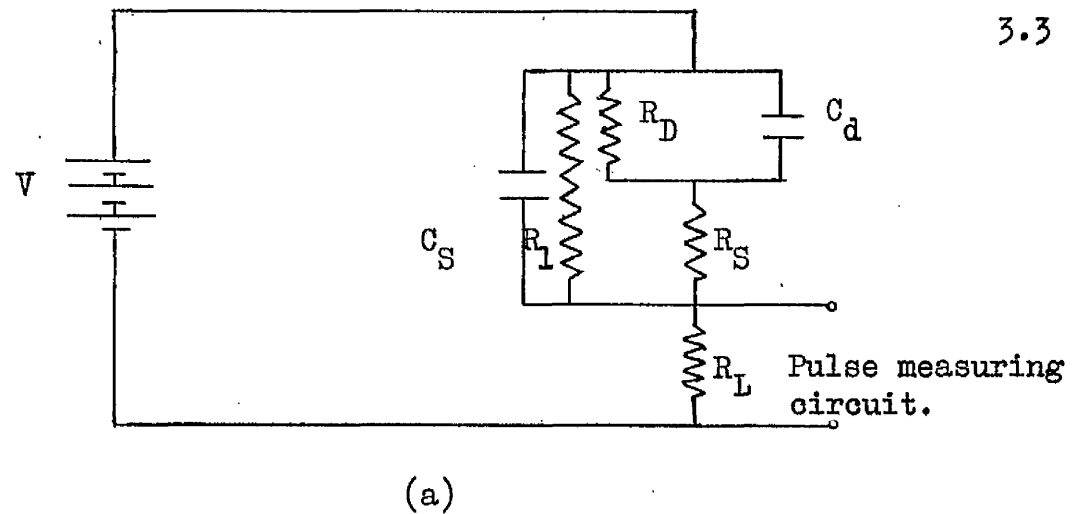 3.3
V
C_S
R_1
R_D
C_d
R_S
R_L
Pulse measuring
circuit.
(a)